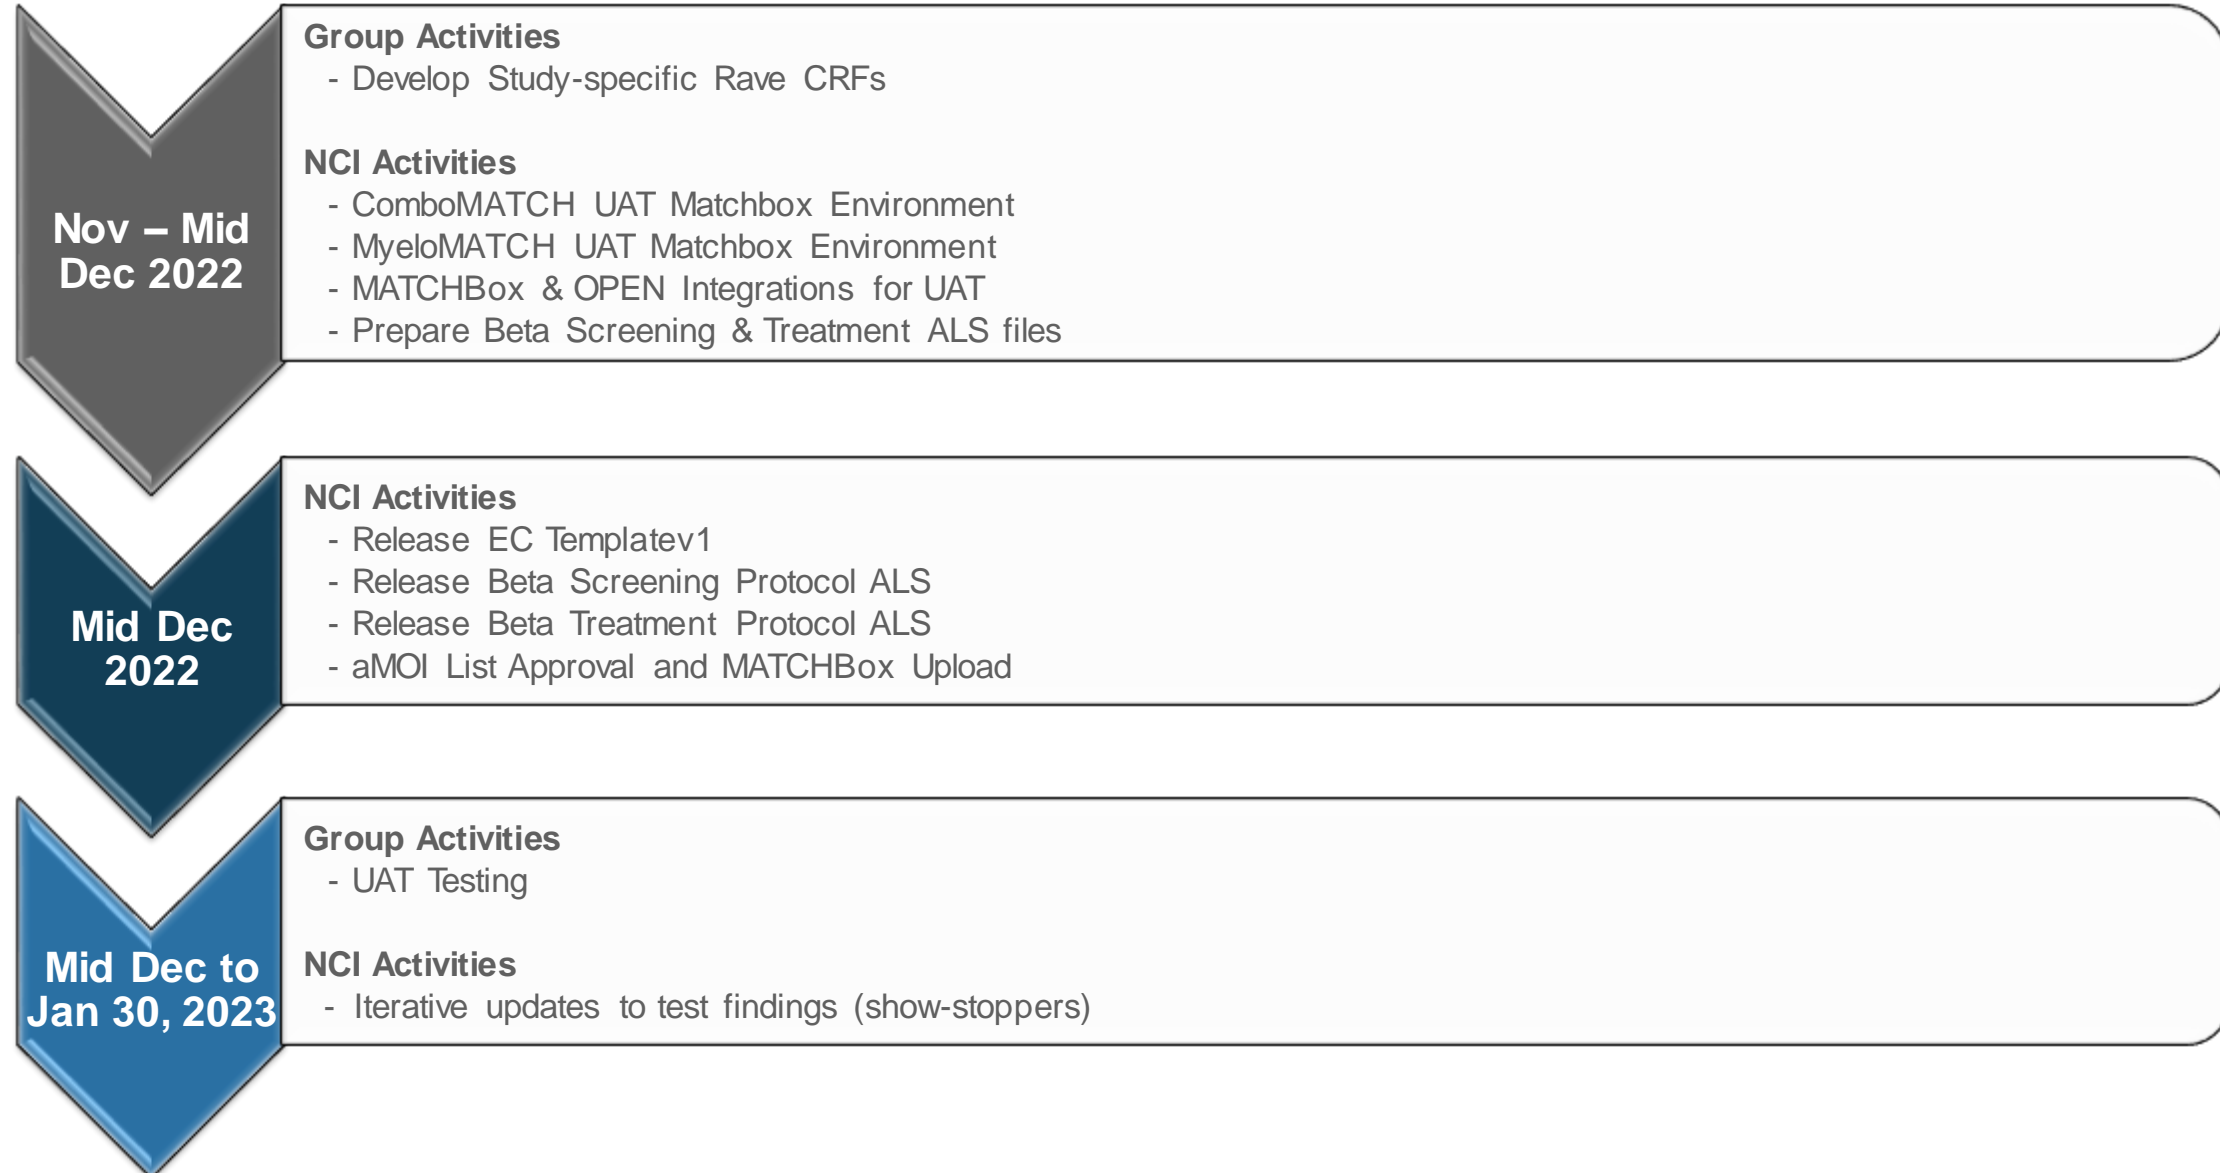 Nov – Mid
Dec 2022
Group Activities
- Develop Study-specific Rave CRFs
NCI Activities
- ComboMATCH UAT Matchbox Environment
- MyeloMATCH UAT Matchbox Environment
- MATCHBox & OPEN Integrations for UAT
- Prepare Beta Screening & Treatment ALS files
Mid Dec
2022
NCI Activities
- Release EC Templatev1
- Release Beta Screening Protocol ALS
- Release Beta Treatment Protocol ALS
- aMOI List Approval and MATCHBox Upload
Mid Dec to
Jan 30, 2023
Group Activities
- UAT Testing
NCI Activities
- Iterative updates to test findings (show-stoppers)